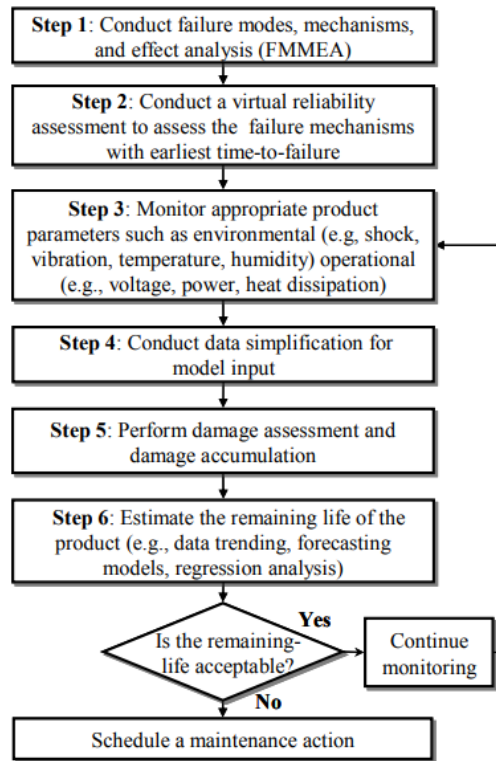 Step 1: Conduct failure modes, mechanisms,
and effect analysis (FMMEA)
Step 2: Conduct a virtual reliability
assessment to assess the failure mechanisms
with earliest time-to-failure
Step 3: Monitor appropriate product
parameters such as environmental (e.g, shock,
vibration, temperature, humidity) operational
(e.g., voltage, power, heat dissipation)
Step 4: Conduct data simplification for
model input
Step 5: Perform damage assessment and
damage accumulation
Step 6: Estimate the remaining life of the
product (e.g., data trending, forecasting
models, regression analysis)
Is the remaining-
life acceptable?
Yes
Continue
monitoring
No
Schedule a maintenance action